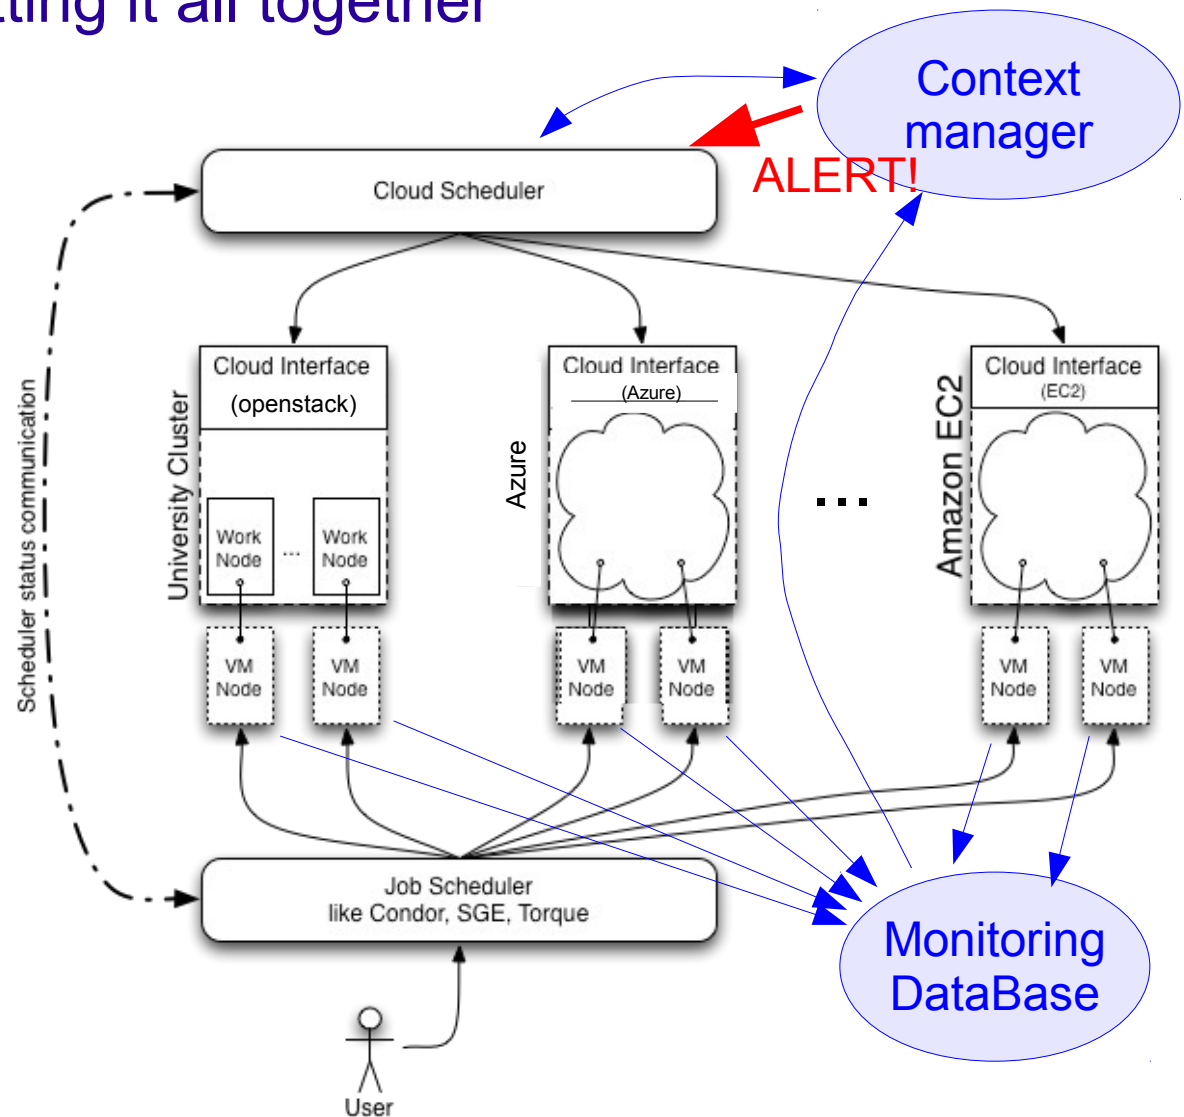 tting it all together
Context
manager
ALERT!
Cloud Scheduler
Scheduler status communication
University Cluster
Cloud Interface
(openstack)
Work
Node
...
Work
Node
VM
Node
VM
Node
Azure
Cloud Interface
(Azure)
VM
Node
VM
Node
...
Amazon EC2
Cloud Interface
(EC2)
VM
Node
VM
Node
Job Scheduler
like Condor, SGE, Torque
Monitoring
DataBase
User